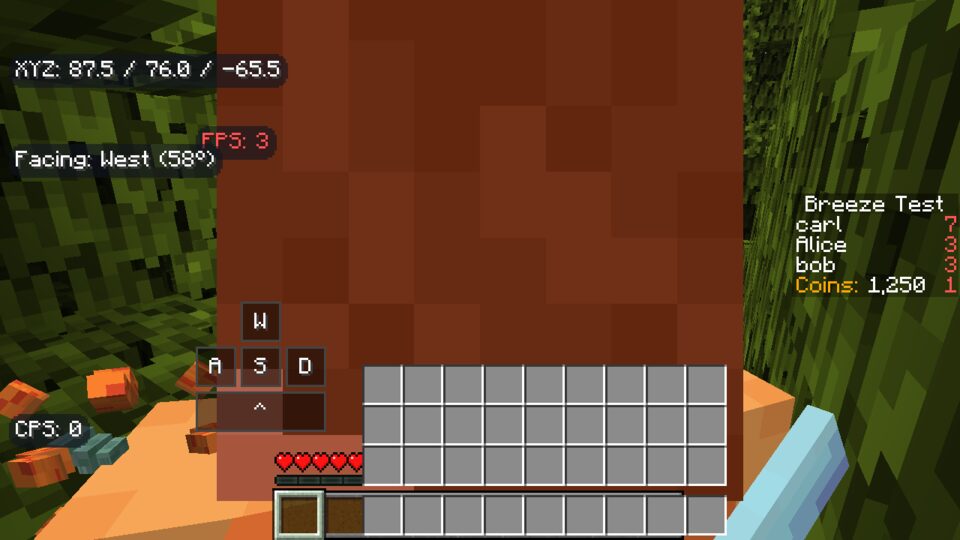 XYZ: 87.5 / 76.0 / -65.5
FPS: 3
Facing: West (58º)
Breeze Test
carl 7
Alice 3
bob 3
Coins: 1,250 1
W
A S D
^
CPS: 0